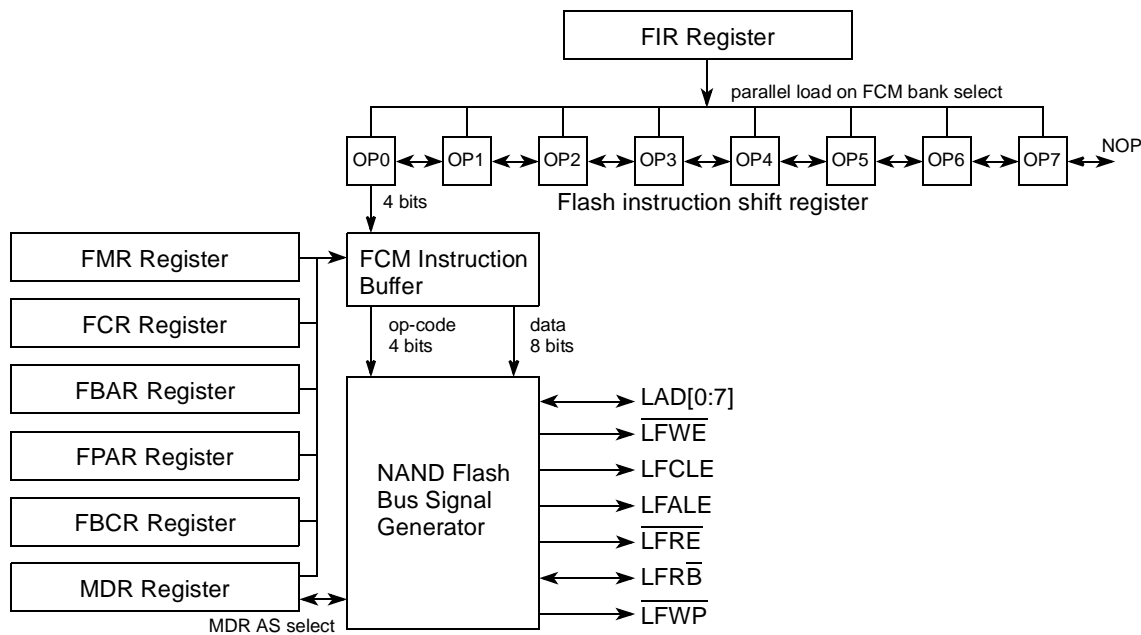 FIR Register
parallel load on FCM bank select
OP0 OP1 OP2 OP3 OP4 OP5 OP6 OP7 NOP
Flash instruction shift register
4 bits
FMR Register
FCM Instruction
Buffer
FCR Register
op-code
4 bits
data
8 bits
FBAR Register
FPAR Register
FBCR Register
MDR Register
MDR AS select
NAND Flash
Bus Signal
Generator
LAD[0:7]
L̅F̅W̅E̅
LFCLE
LFALE
L̅F̅R̅E̅
LFRB̅
L̅F̅W̅P̅